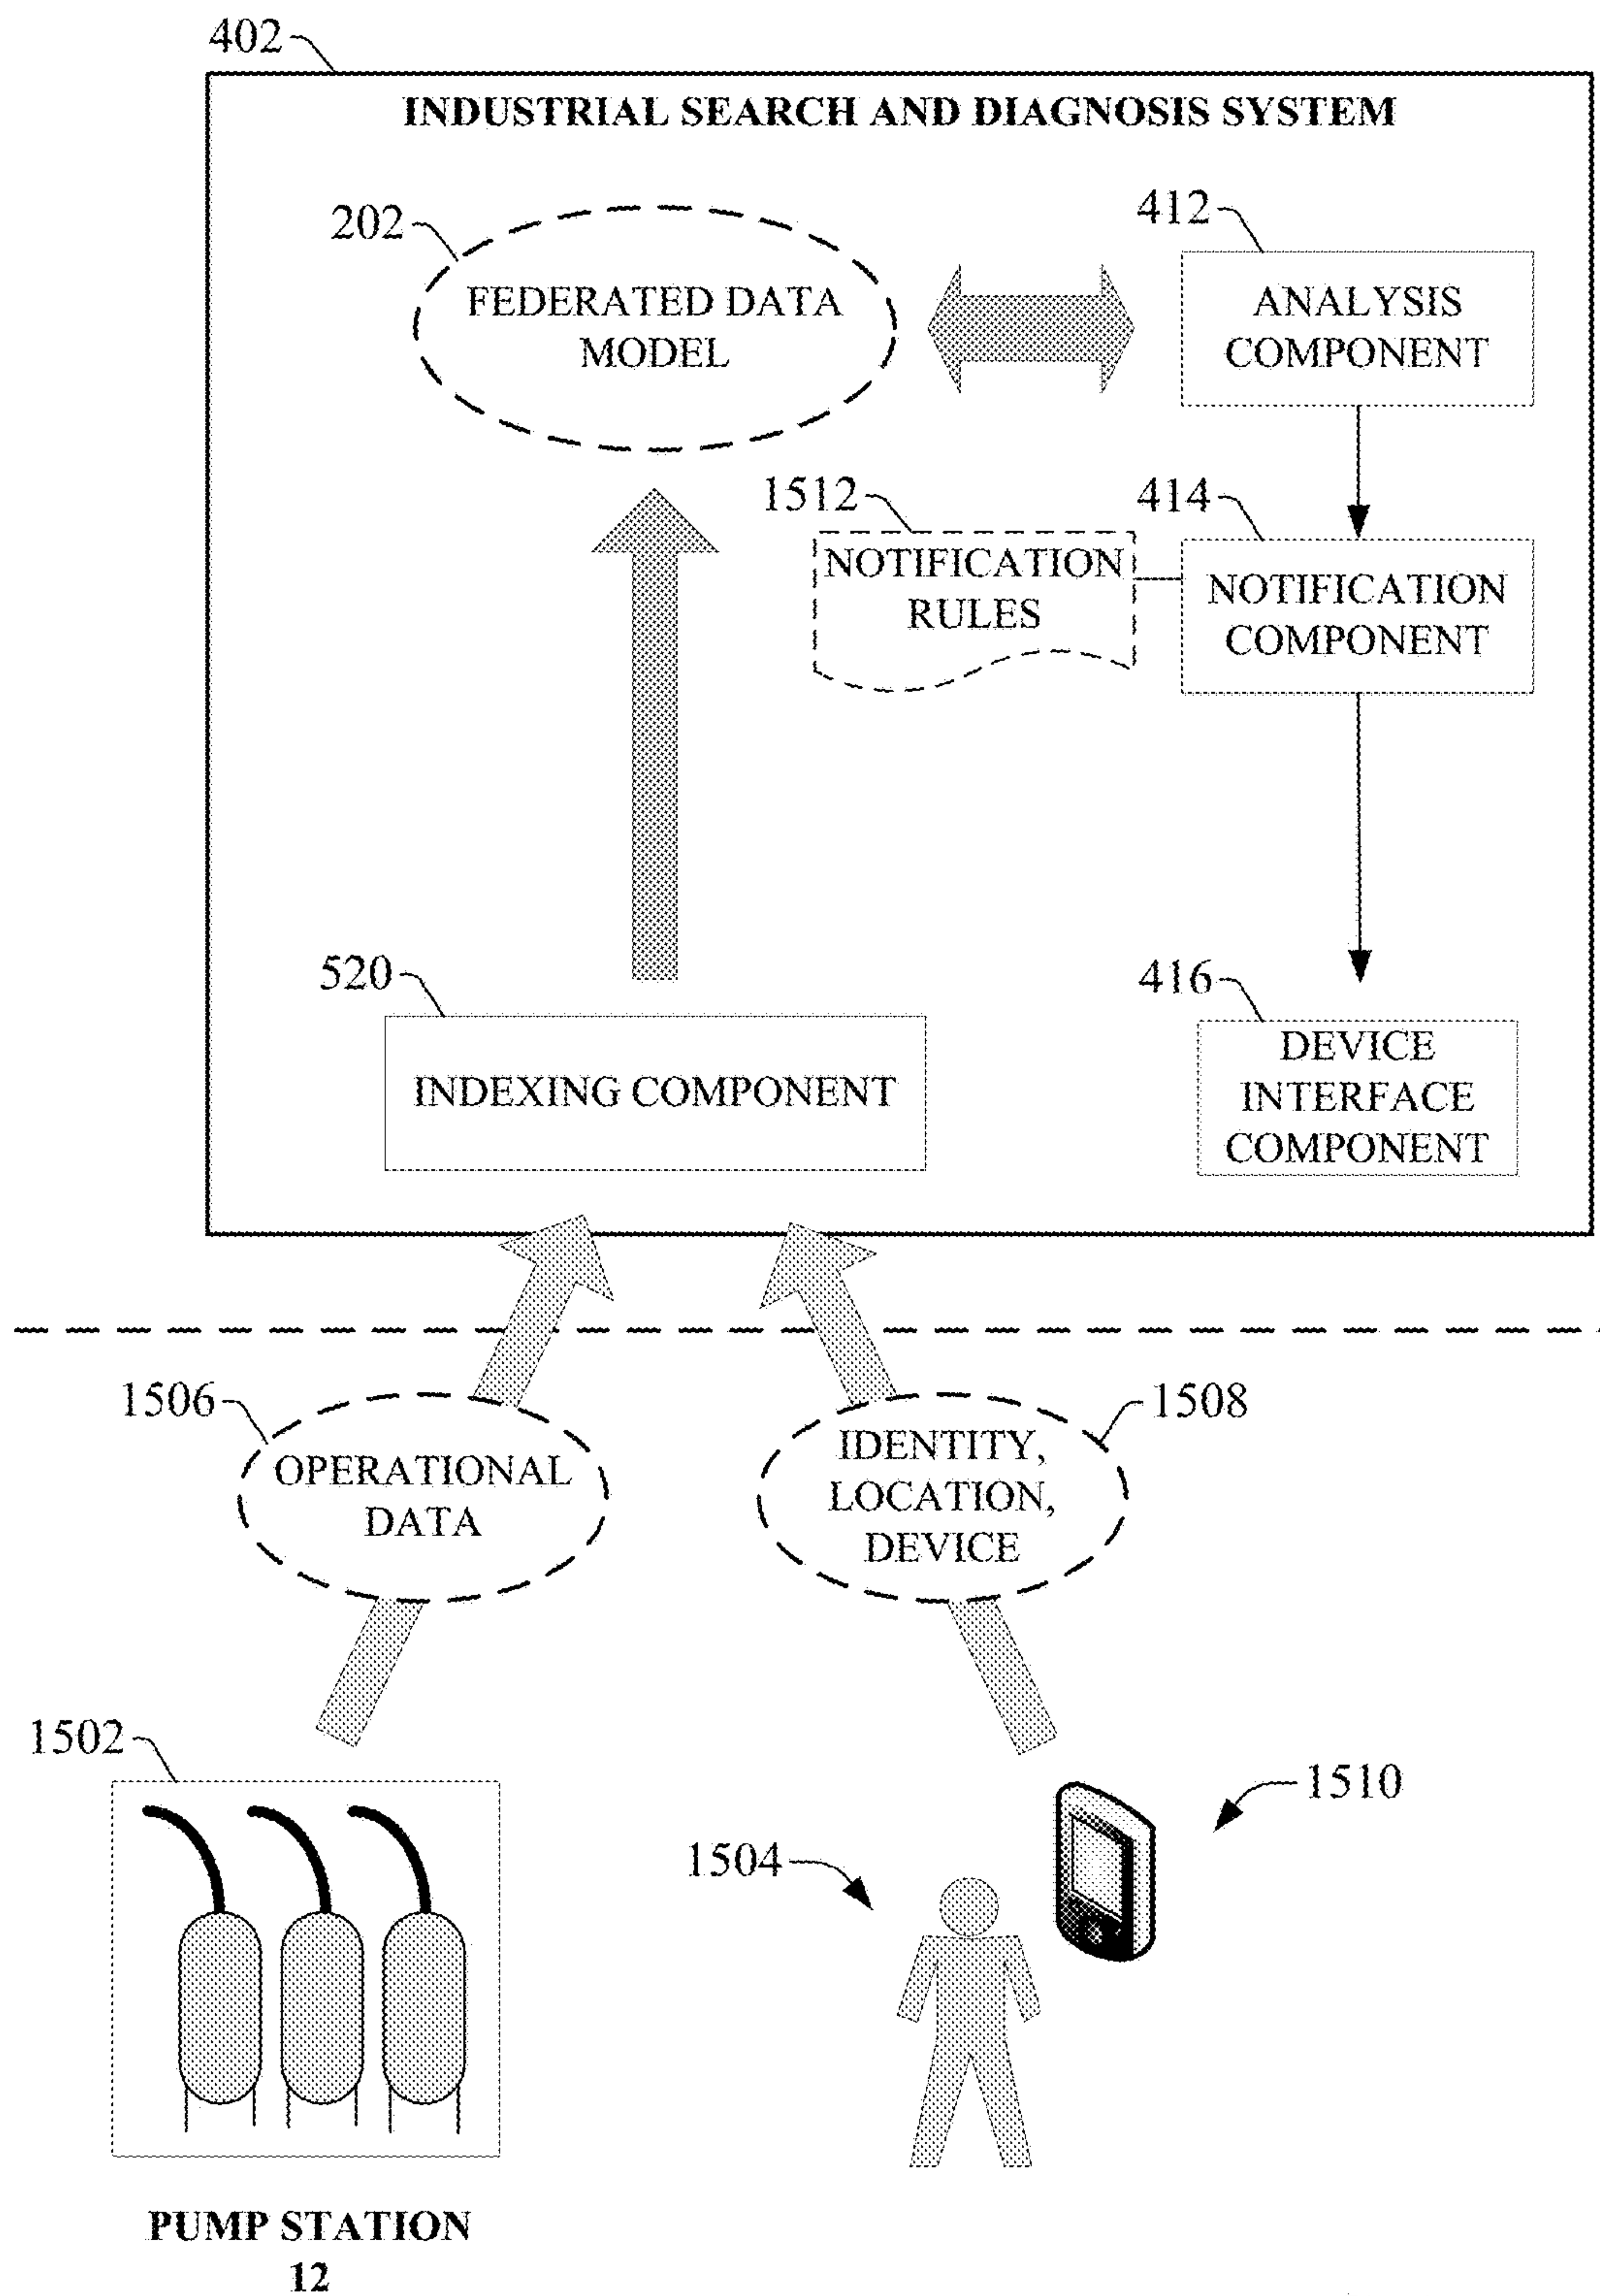 402
INDUSTRIAL SEARCH AND DIAGNOSIS SYSTEM
202
412
FEDERATED DATA
MODEL
ANALYSIS
COMPONENT
1512
414
NOTIFICATION
RULES
NOTIFICATION
COMPONENT
520
416
INDEXING COMPONENT
DEVICE
INTERFACE
COMPONENT
1506
1508
OPERATIONAL
DATA
IDENTITY,
LOCATION,
DEVICE
1502
1510
1504
PUMP STATION
12